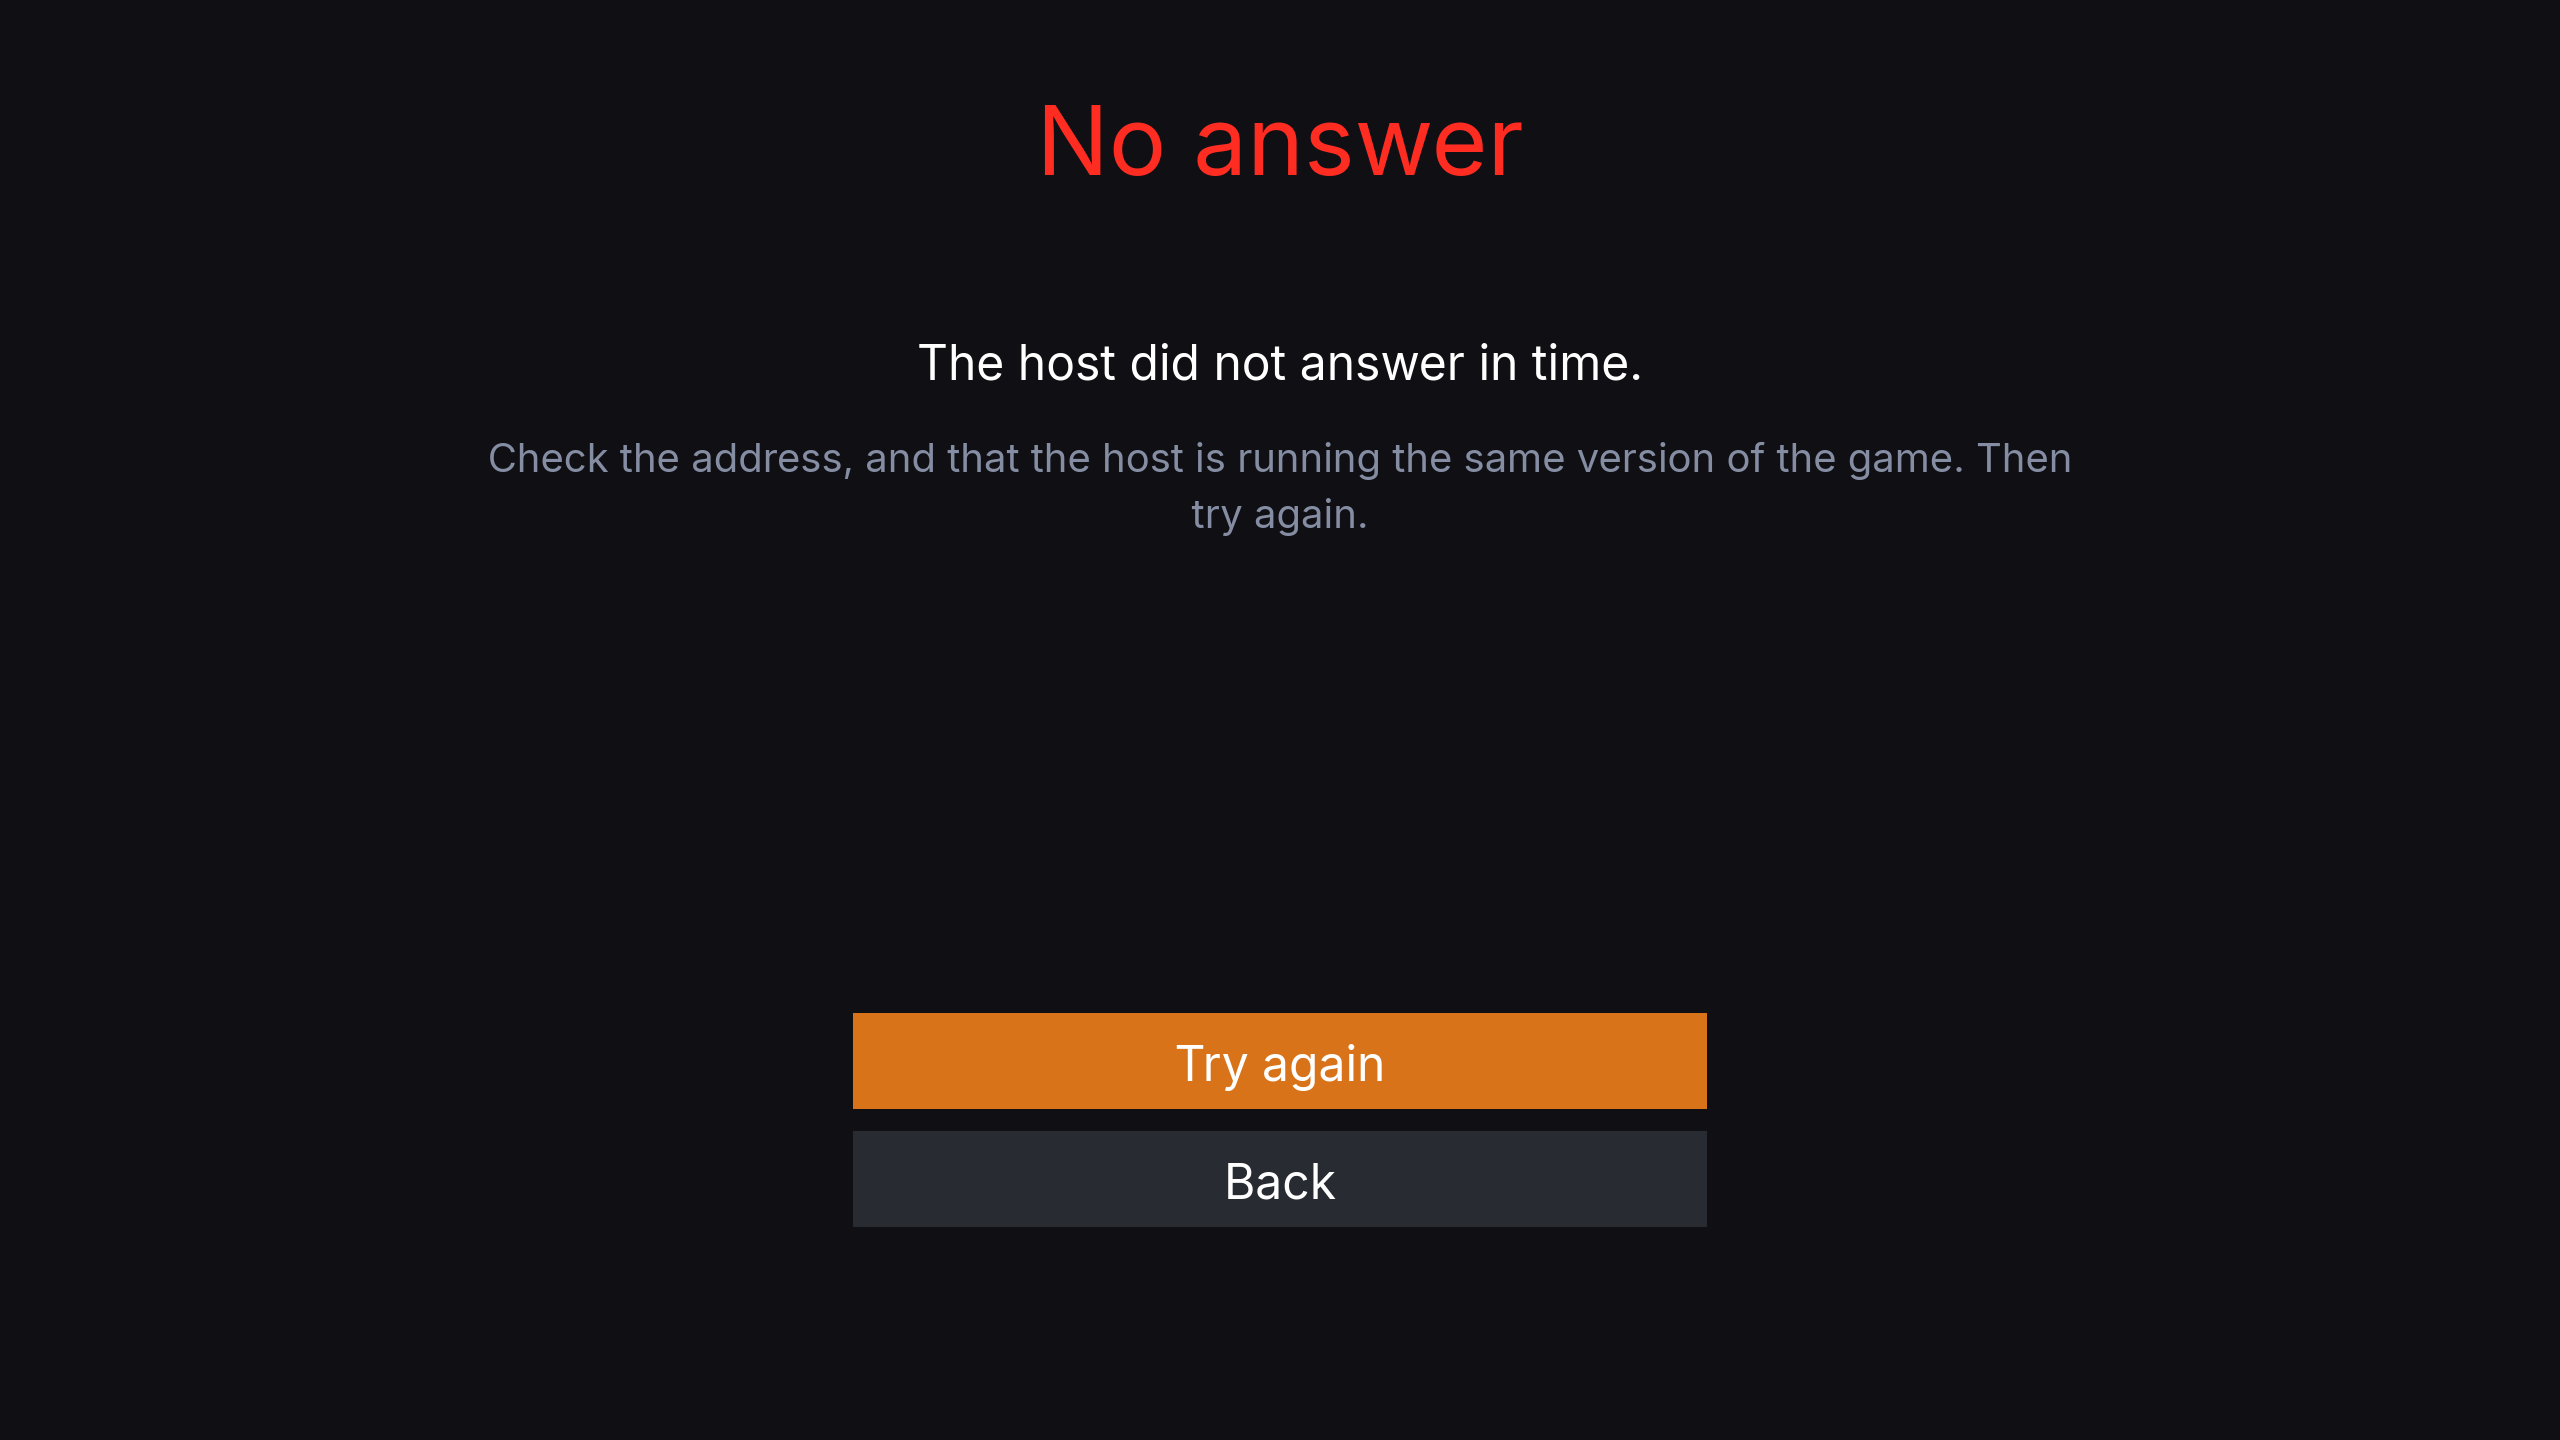 No answer
The host did not answer in time.
Check the address, and that the host is running the same version of the game. Then
try again.
Try again
Back